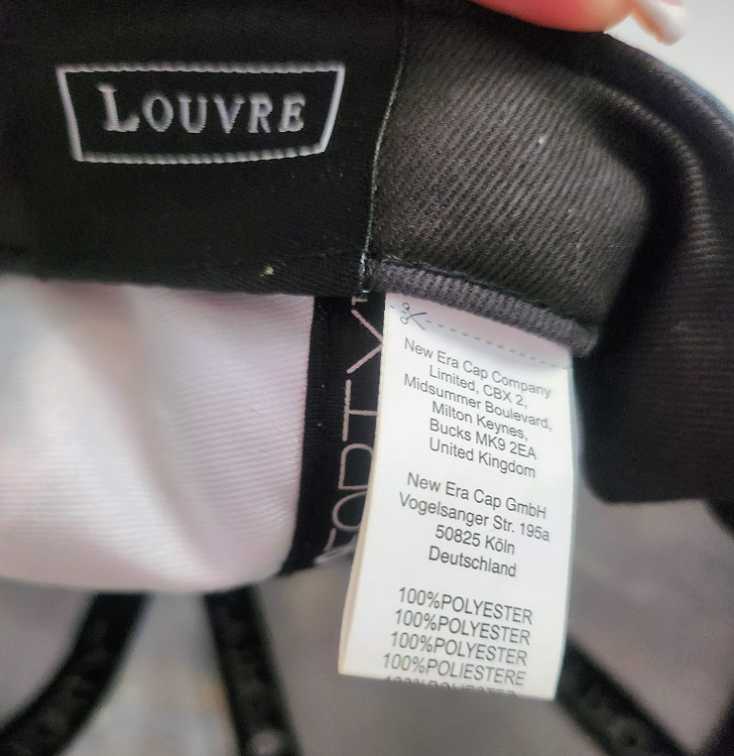 LOUVRE
FORTY
New Era Cap Company
Limited, CBX 2,
Midsummer Boulevard,
Milton Keynes,
Bucks MK9 2EA
United Kingdom
New Era Cap GmbH
Vogelsanger Str. 195a
50825 Köln
Deutschland
100%POLYESTER
100%POLYESTER
100%POLYESTER
100%POLIESTERE